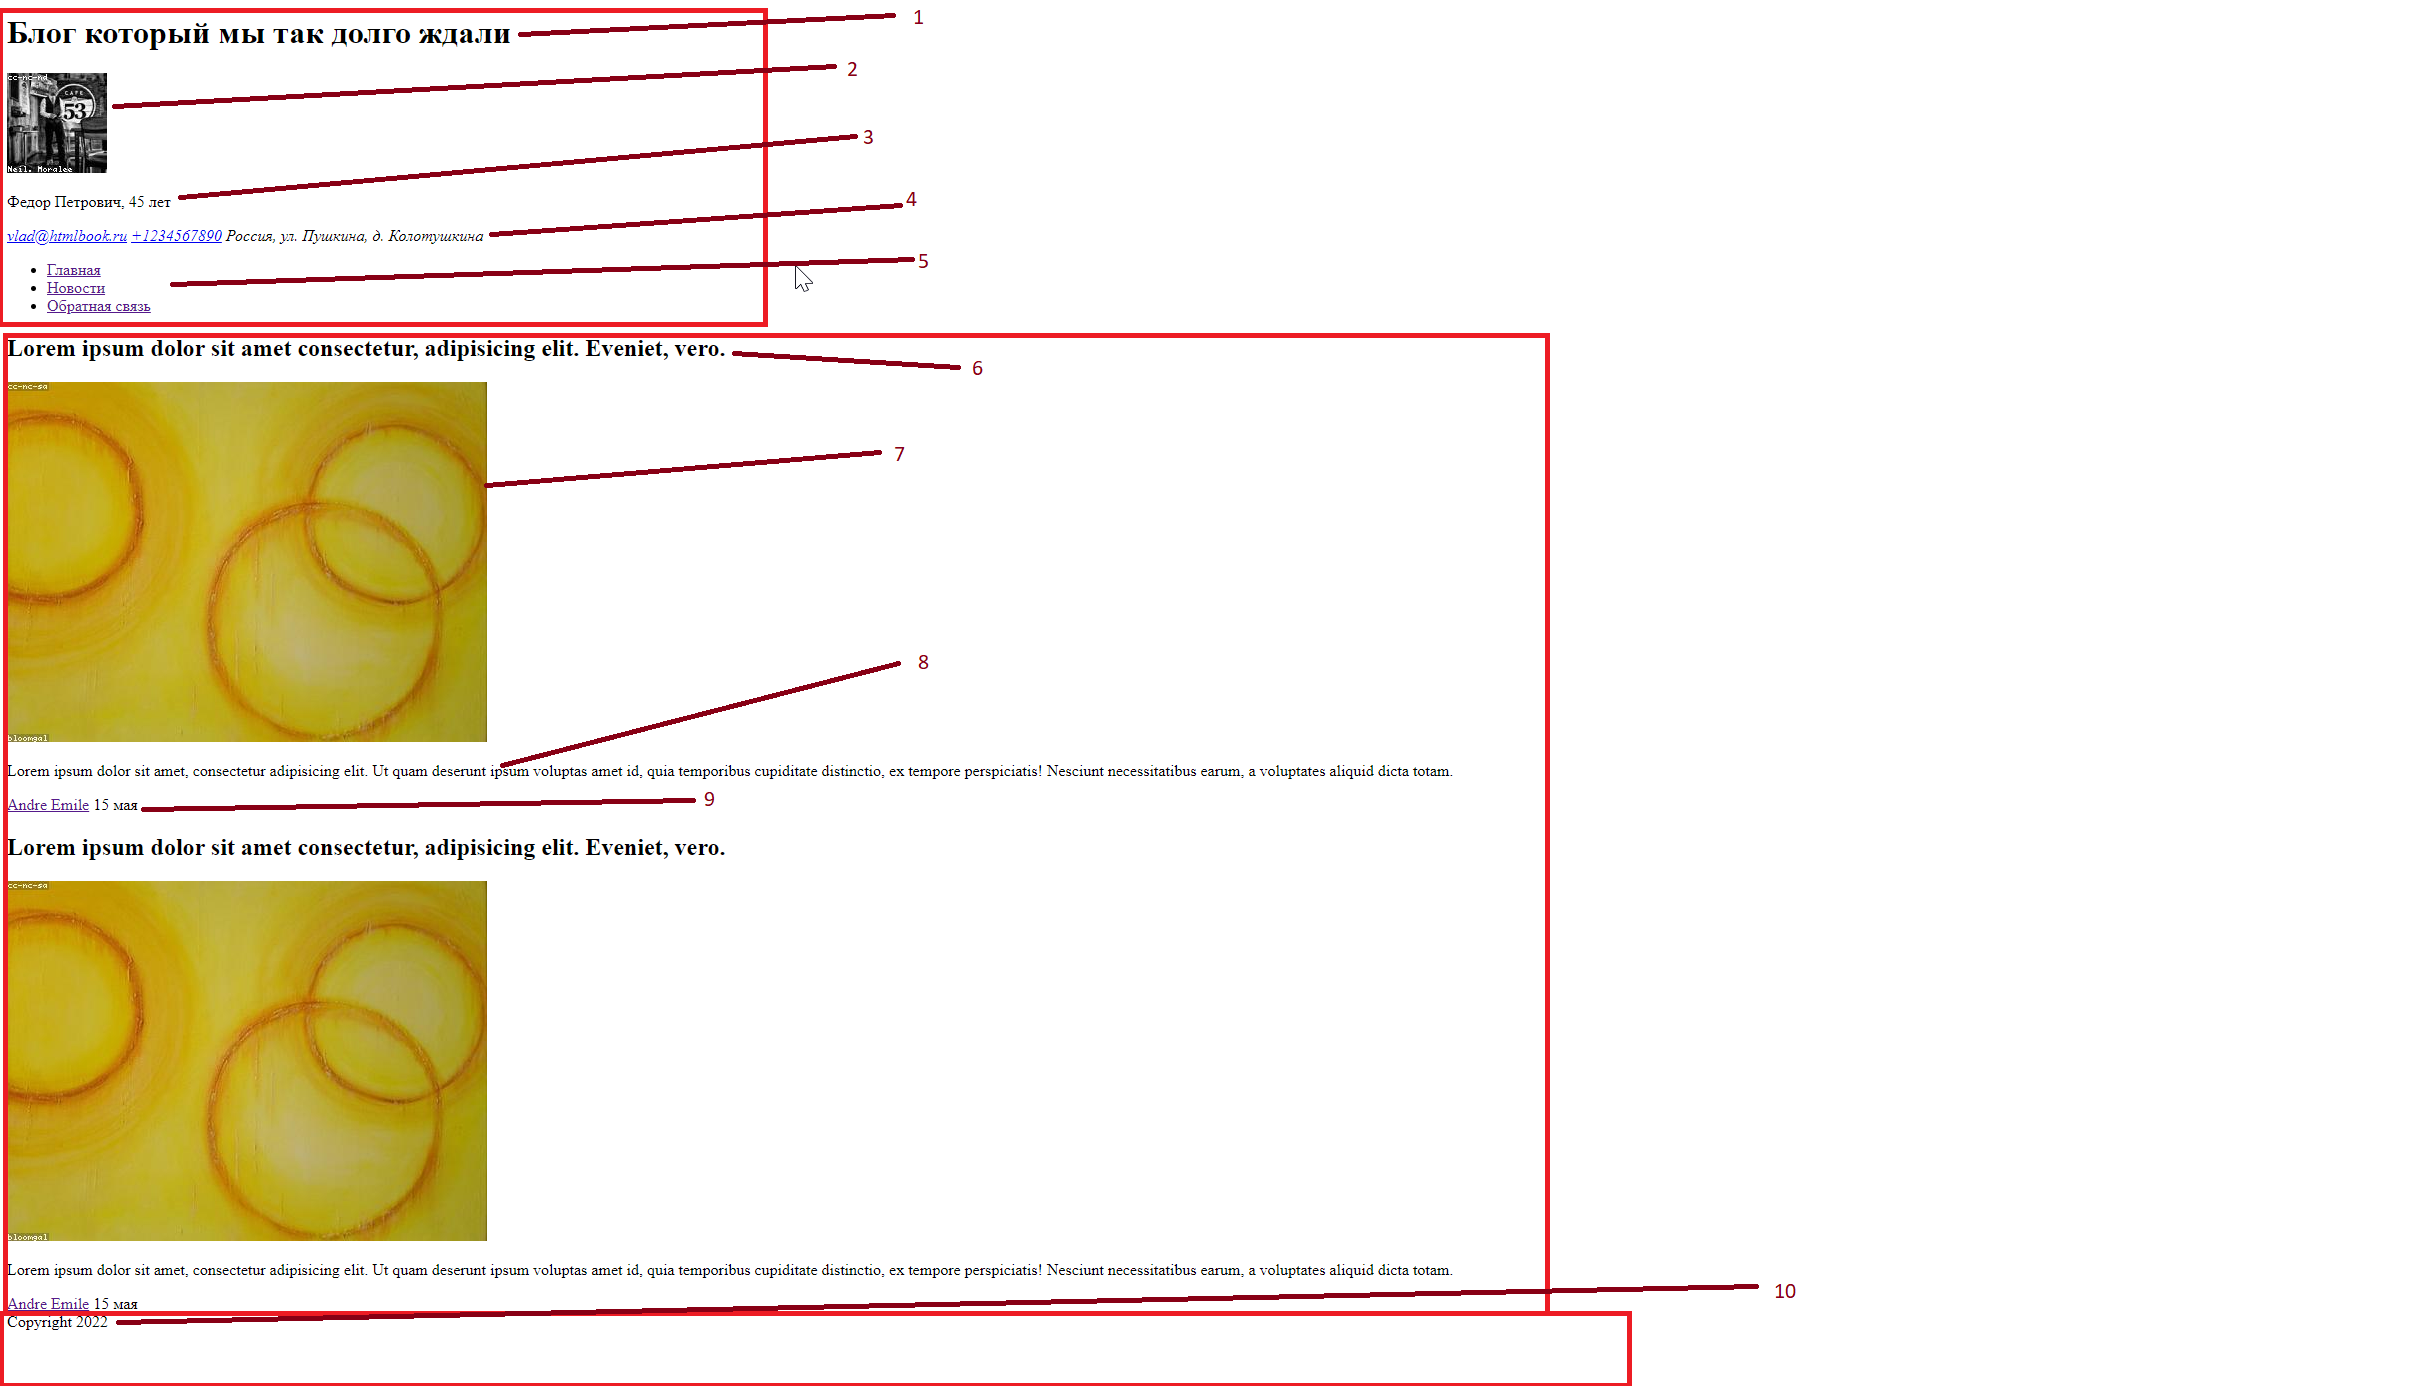 Блог который мы так долго ждали
1
cc-nc-nd
CAFE
53
Neil. Moralee
2
Федор Петрович, 45 лет
3
vlad@htmlbook.ru +1234567890 Россия, ул. Пушкина, д. Колотушкина
4
Главная
Новости
Обратная связь
5
Lorem ipsum dolor sit amet consectetur, adipisicing elit. Eveniet, vero.
6
cc-nc-sa
7
bloomgal
8
Lorem ipsum dolor sit amet, consectetur adipisicing elit. Ut quam deserunt ipsum voluptas amet id, quia temporibus cupiditate distinctio, ex tempore perspiciatis! Nesciunt necessitatibus earum, a voluptates aliquid dicta totam.
Andre Emile 15 мая
9
Lorem ipsum dolor sit amet consectetur, adipisicing elit. Eveniet, vero.
cc-nc-sa
bloomgal
Lorem ipsum dolor sit amet, consectetur adipisicing elit. Ut quam deserunt ipsum voluptas amet id, quia temporibus cupiditate distinctio, ex tempore perspiciatis! Nesciunt necessitatibus earum, a voluptates aliquid dicta totam.
Andre Emile 15 мая
10
Copyright 2022